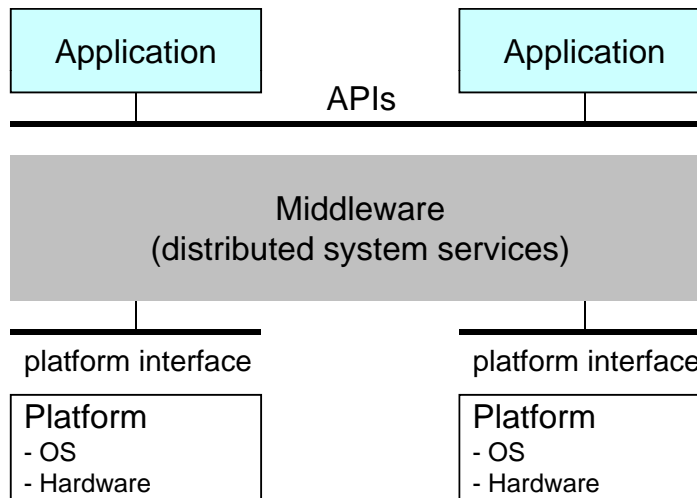 Application
Application
APIs
Middleware
(distributed system services)
platform interface
platform interface
Platform
- OS
- Hardware
Platform
- OS
- Hardware